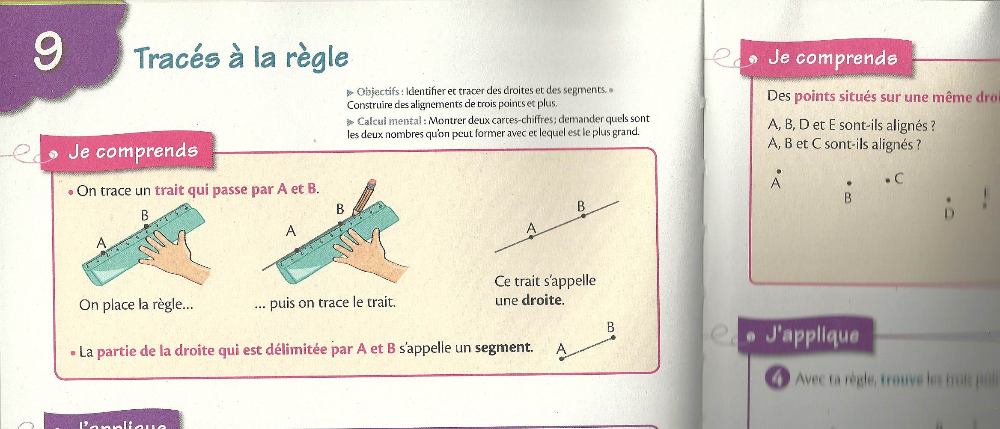 9
Tracés à la règle
Objectifs : Identifier et tracer des droites et des segments.
Construire des alignements de trois points et plus.
Calcul mental : Montrer deux cartes-chiffres ; demander quels sont
les deux nombres qu'on peut former avec et lequel est le plus grand.
Je comprends
• On trace un trait qui passe par A et B.
A
B
A
B
A
B
On place la règle...
... puis on trace le trait.
Ce trait s'appelle
une droite.
• La partie de la droite qui est délimitée par A et B s'appelle un segment.
A
B
J'applique
Je comprends
Des points situés sur une même
A, B, D et E sont-ils alignés ?
A, B et C sont-ils alignés ?
A
B
C
D
J'applique
4 Avec ta règle, trouve les trois